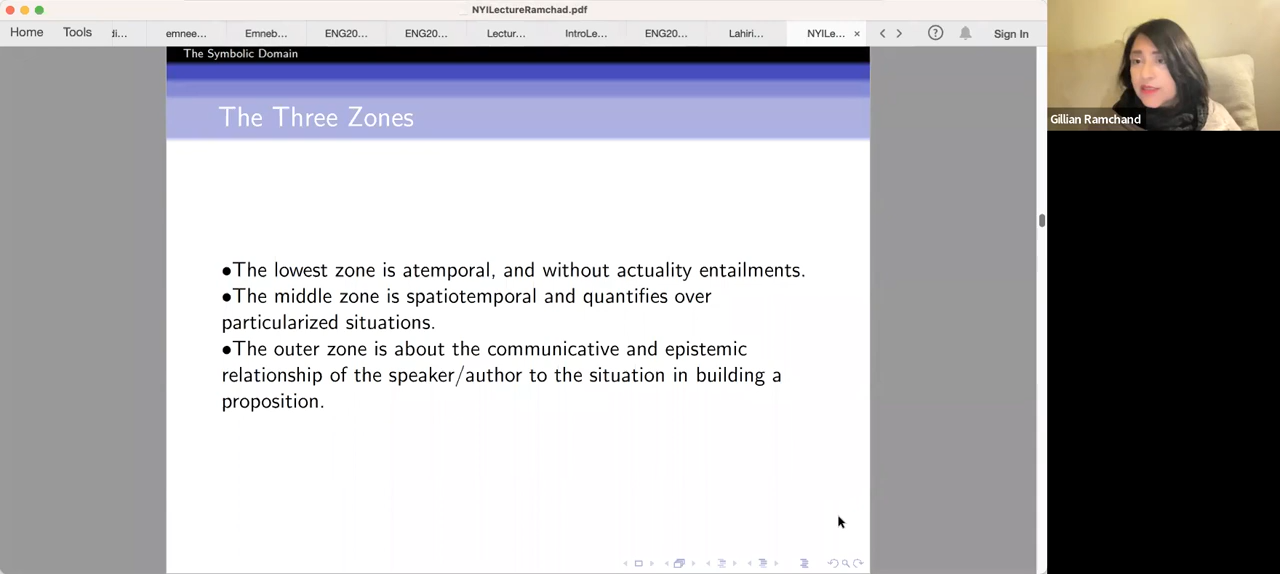 NYILectureRamchad.pdf
Home Tools di... emnee... Emneb... ENG20... ENG20... Lectur... IntroLe... ENG20... Lahiri... NYILe... × Sign In
The Symbolic Domain
The Three Zones
Gillian Ramchand
•The lowest zone is atemporal, and without actuality entailments.
•The middle zone is spatiotemporal and quantifies over
particularized situations.
•The outer zone is about the communicative and epistemic
relationship of the speaker/author to the situation in building a
proposition.